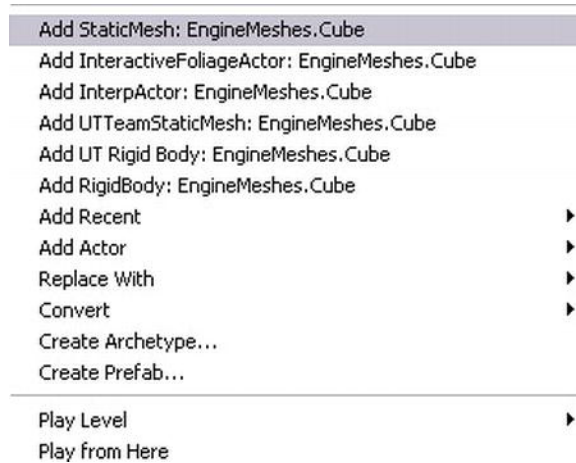 Add StaticMesh: EngineMeshes.Cube
Add InteractiveFoliageActor: EngineMeshes.Cube
Add InterpActor: EngineMeshes.Cube
Add UTTeamStaticMesh: EngineMeshes.Cube
Add UT Rigid Body: EngineMeshes.Cube
Add RigidBody: EngineMeshes.Cube
Add Recent
Add Actor
Replace With
Convert
Create Archetype...
Create Prefab...
Play Level
Play from Here